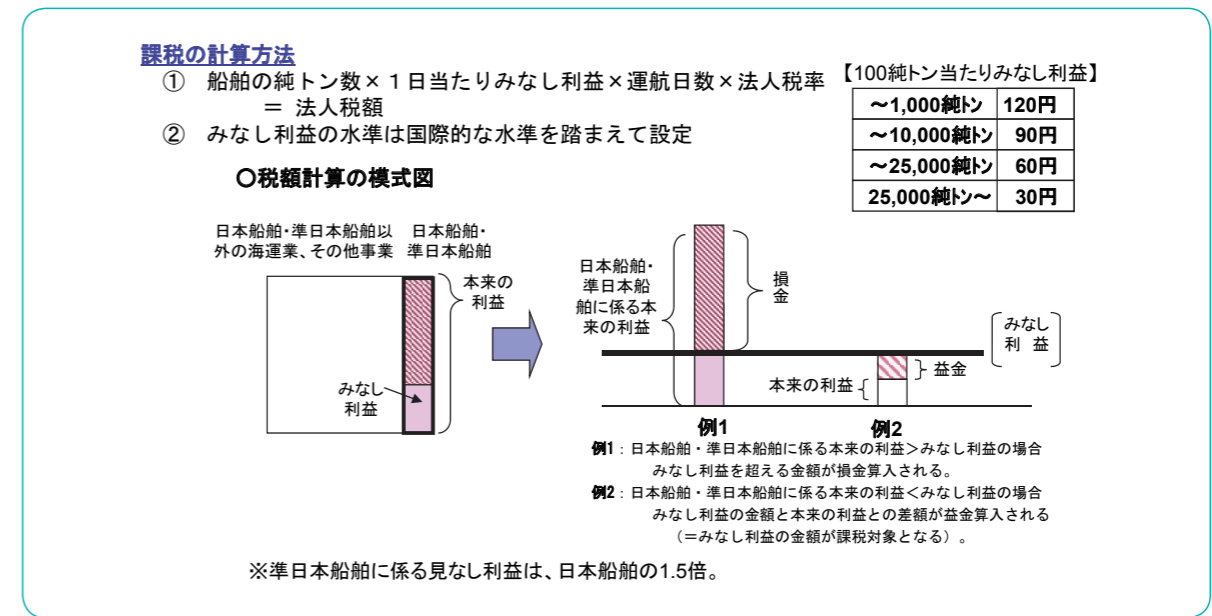 課税の計算方法
① 船舶の純トン数×1日当たりみなし利益×運航日数×法人税率
＝ 法人税額
② みなし利益の水準は国際的な水準を踏まえて設定
【100純トン当たりみなし利益】
～1,000純トン 120円
～10,000純トン 90円
～25,000純トン 60円
25,000純トン～ 30円
○税額計算の模式図
日本船舶・準日本船舶以
外の海運業、その他事業
日本船舶・
準日本船舶
本来の
利益
みなし
利益
日本船舶・
準日本船
舶に係る本
来の利益
損
金
みなし
利 益
益金
本来の利益
例1
例2
例1：日本船舶・準日本船舶に係る本来の利益＞みなし利益の場合
みなし利益を超える金額が損金算入される。
例2：日本船舶・準日本船舶に係る本来の利益＜みなし利益の場合
みなし利益の金額と本来の利益との差額が益金算入される
（＝みなし利益の金額が課税対象となる）。
※準日本船舶に係る見なし利益は、日本船舶の1.5倍。